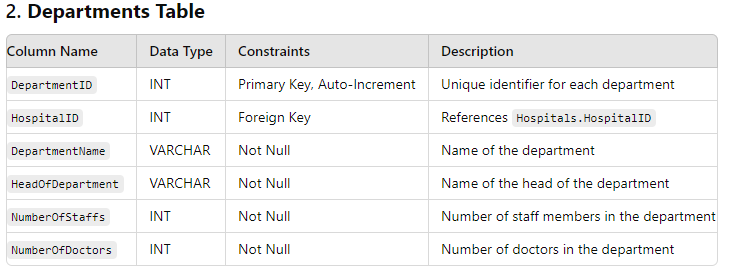 2. Departments Table
Column Name Data Type Constraints Description
DepartmentID INT Primary Key, Auto-Increment Unique identifier for each department
HospitalID INT Foreign Key References Hospitals.HospitalID
DepartmentName VARCHAR Not Null Name of the department
HeadOfDepartment VARCHAR Not Null Name of the head of the department
NumberOfStaffs INT Not Null Number of staff members in the department
NumberOfDoctors INT Not Null Number of doctors in the department